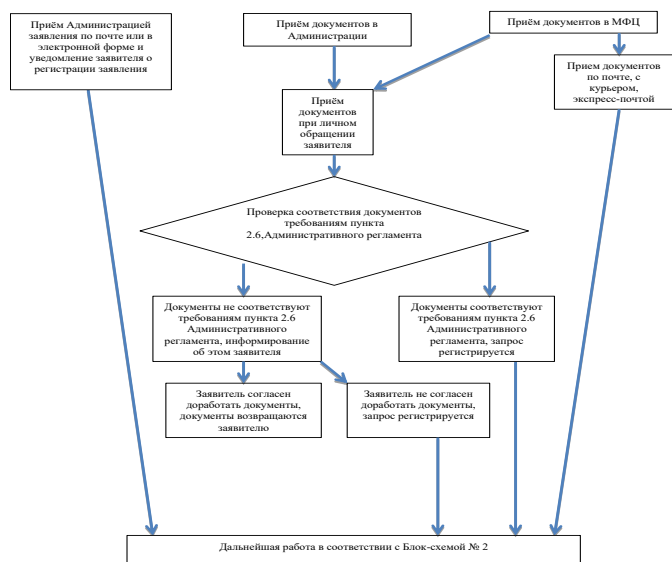 Приём Администрацией
заявления по почте или в
электронной форме и
уведомление заявителя о
регистрации заявления
Приём документов в
Администрации
Приём документов в МФЦ
Прием документов
по почте, с
курьером,
экспресс-почтой
Приём
документов
при личном
обращении
заявителя
Проверка соответствия документов
требованиям пункта
2.6,Административного регламента
Документы не соответствуют
требованиям пункта 2.6
Административного
регламента, информирование
об этом заявителя
Документы соответствуют
требованиям пункта 2.6
Административного
регламента, запрос
регистрируется
Заявитель согласен
доработать документы,
документы возвращаются
заявителю
Заявитель не согласен
доработать документы,
запрос регистрируется
Дальнейшая работа в соответствии с Блок-схемой № 2